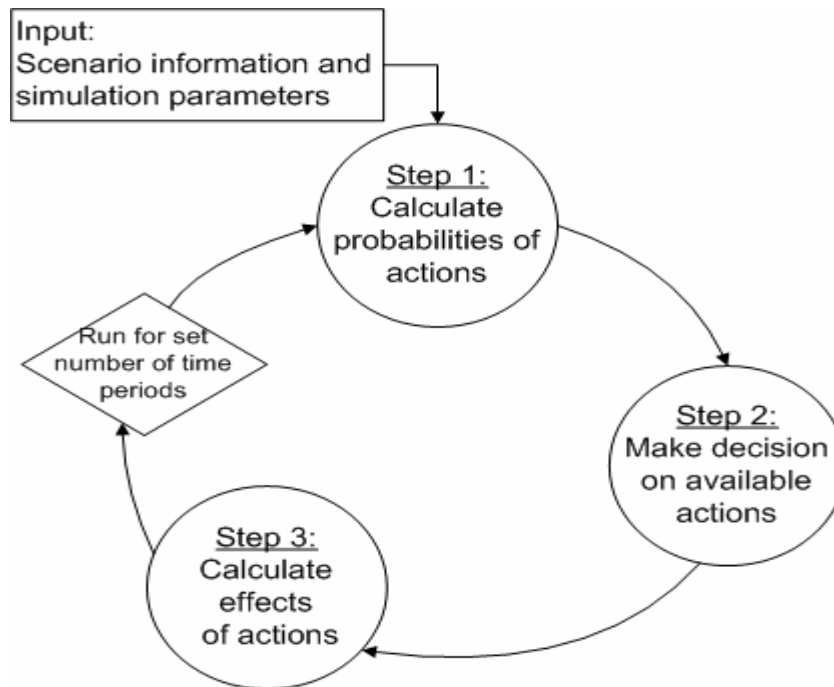 Input:
Scenario information and
simulation parameters
Step 1:
Calculate
probabilities of
actions
Step 2:
Make decision
on available
actions
Step 3:
Calculate
effects
of actions
Run for set
number of time
periods